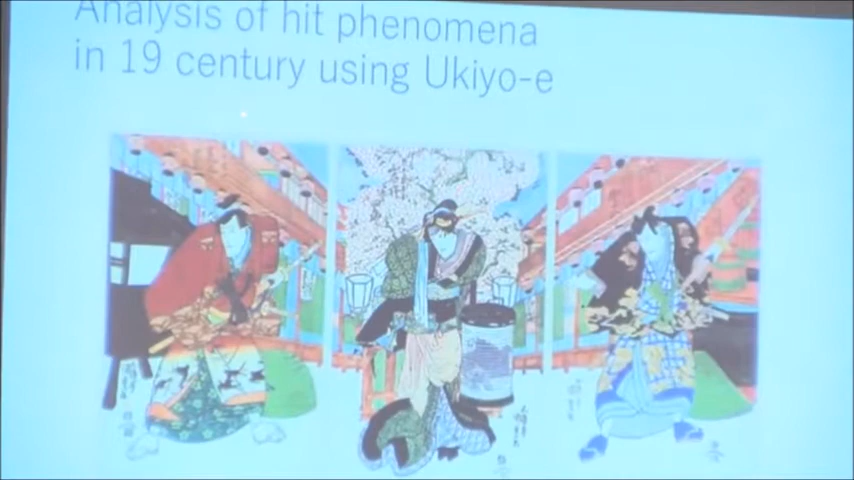 Analysis of hit phenomena
in 19 century using Ukiyo-e